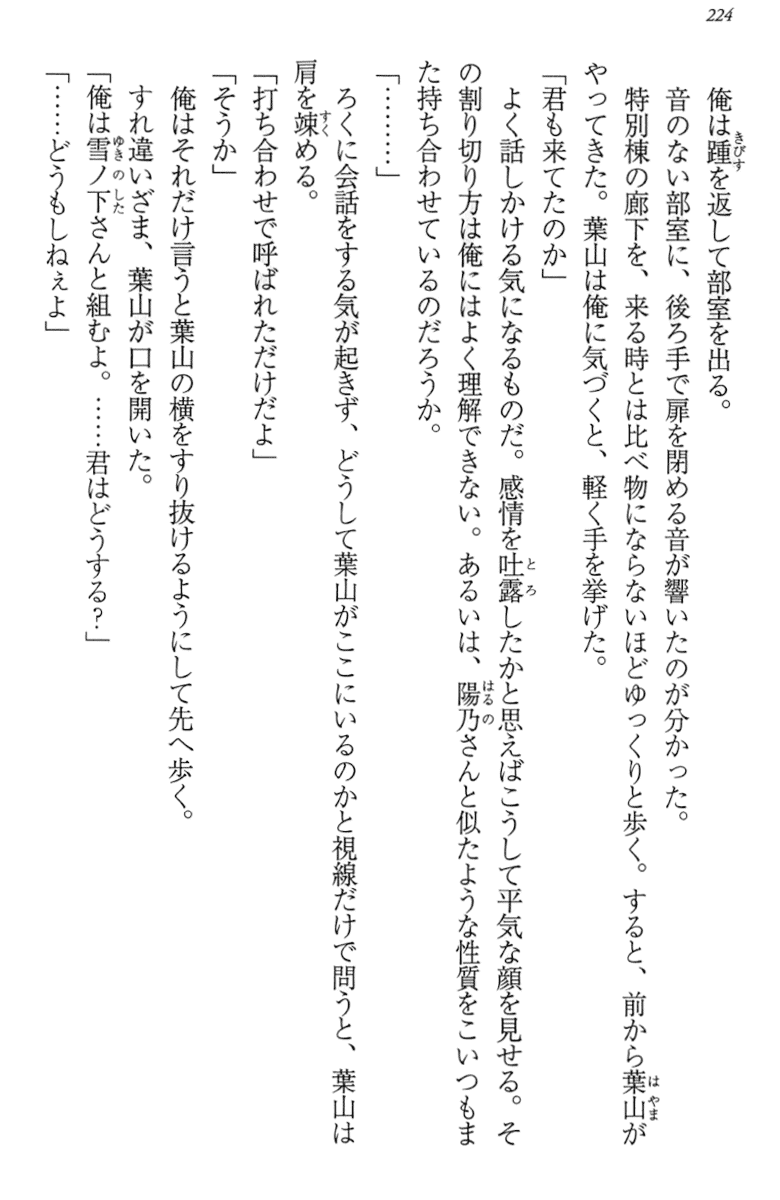 224
俺は踵を返して部室を出る。
音のない部室に、後ろ手で扉を閉める音が響いたのが分かった。
特別棟の廊下を、来る時とは比べ物にならないほどゆっくりと歩く。すると、前から葉山が
やってきた。葉山は俺に気づくと、軽く手を挙げた。
「君も来てたのか」
よく話しかける気になるものだ。感情を吐露したかと思えばこうして平気な顔を見せる。そ
の割り切り方は俺にはよく理解できない。あるいは、陽乃さんと似たような性質をこいつもま
た持ち合わせているのだろうか。
「………」
ろくに会話をする気が起きず、どうして葉山がここにいるのかと視線だけで問うと、葉山は
肩を竦める。
「打ち合わせで呼ばれただけだよ」
「そうか」
俺はそれだけ言うと葉山の横をすり抜けるようにして先へ歩く。
すれ違いざま、葉山が口を開いた。
「俺は雪ノ下さんと組むよ。……君はどうする？」
「……どうもしねぇよ」